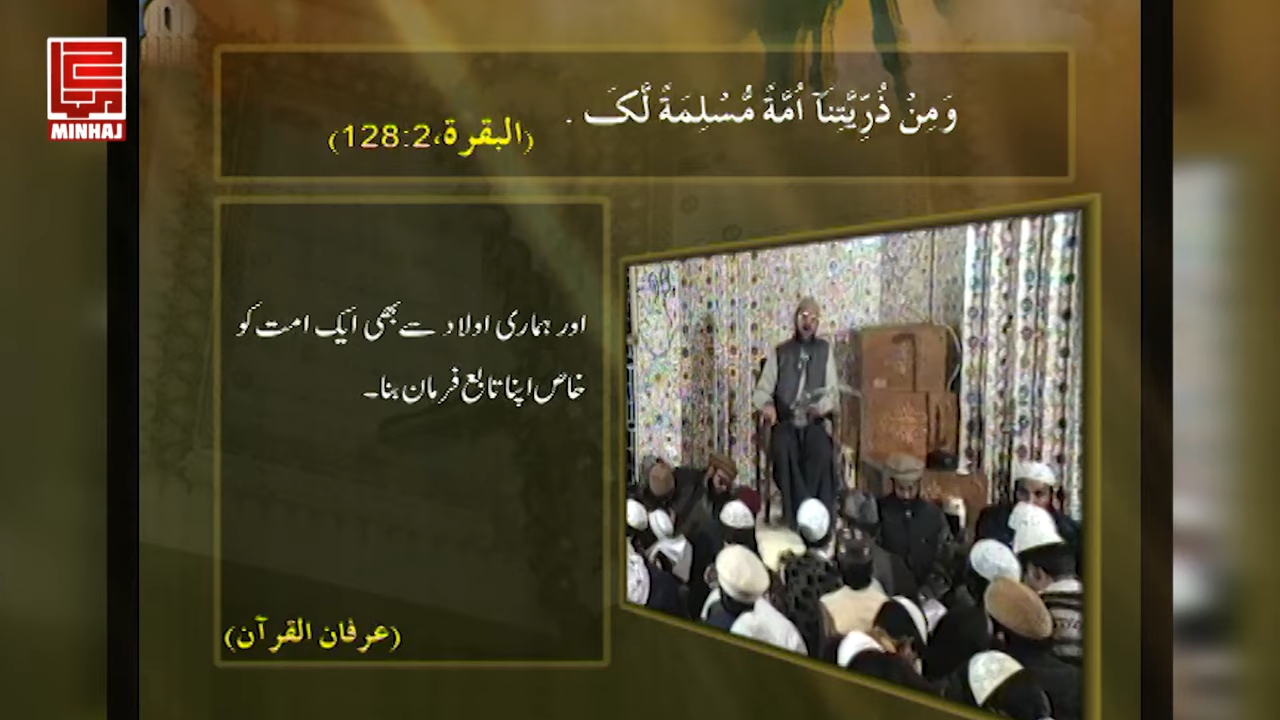 MINHAJ
وَمِنْ ذُرِّيَّتِنَآ اُمَّةً مُّسْلِمَةً لَّکَ .
(البقرة،128:2)
اور ہماری اولاد سے بھی ایک امت کو
خاص اپنا تابع فرمان بنا۔
(عرفان القرآن)